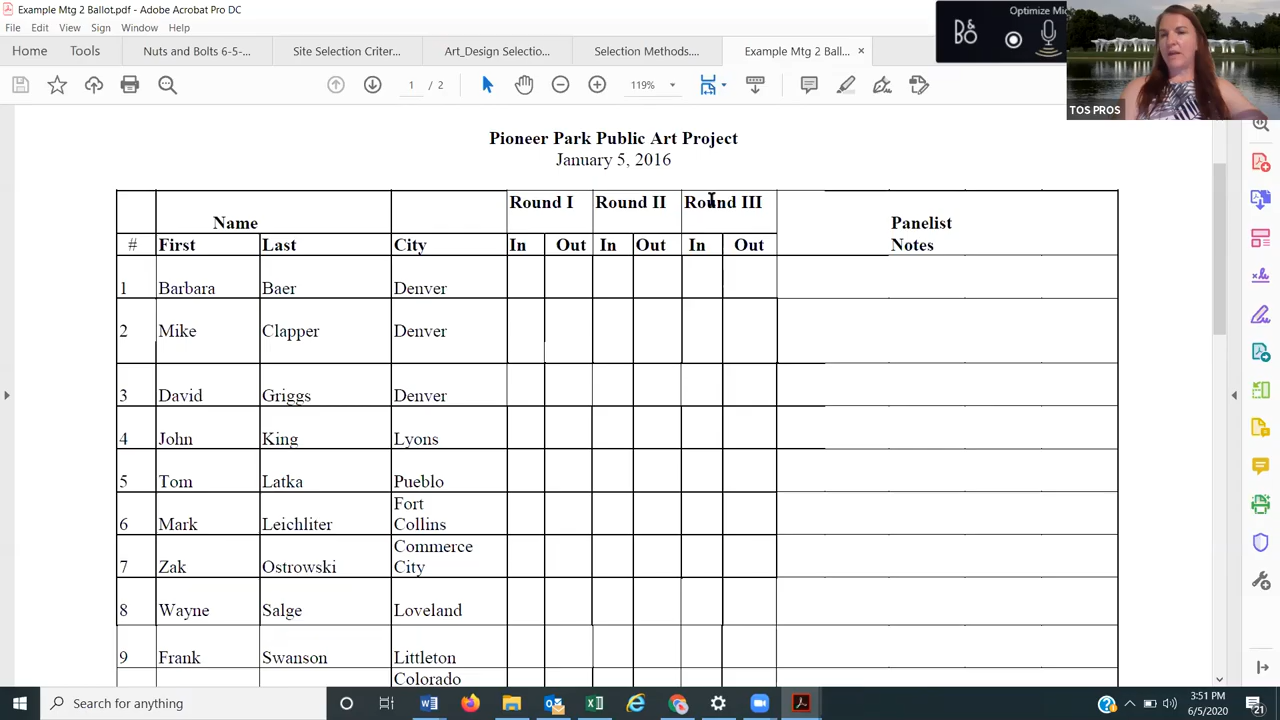 Example Mtg 2 Ballot.pdf - Adobe Acrobat Pro DC
Optimize Mi
File Edit View Sign Window Help
B&O
Home Tools Nuts and Bolts 6-5-... Site Selection Criter... Art_Design Selectio... Selection Methods.... Example Mtg 2 Ball... ×
1 / 2 119%
TOS PROS
Pioneer Park Public Art Project
January 5, 2016
Name Round I Round II Round III Panelist
# First Last City In Out In Out In Out Notes
1 Barbara Baer Denver
2 Mike Clapper Denver
3 David Griggs Denver
4 John King Lyons
5 Tom Latka Pueblo
6 Mark Leichliter Fort
Collins
7 Zak Ostrowski Commerce
City
8 Wayne Salge Loveland
9 Frank Swanson Littleton
Colorado
Search for anything
3:51 PM
6/5/2020
21